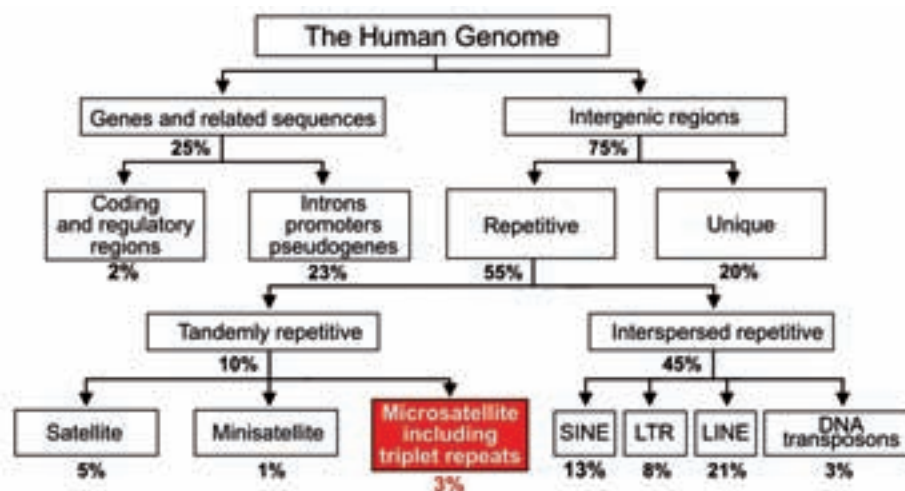 The Human Genome
Genes and related sequences
Intergenic regions
25%
75%
Coding
and regulatory
regions
Introns
promoters
pseudogenes
Repetitive
Unique
2%
23%
55%
20%
Tandemly repetitive
Interspersed repetitive
10%
45%
Satellite
Minisatellite
Microsatellite
including
triplet repeats
SINE
LTR
LINE
DNA
transposons
5%
1%
3%
13%
8%
21%
3%